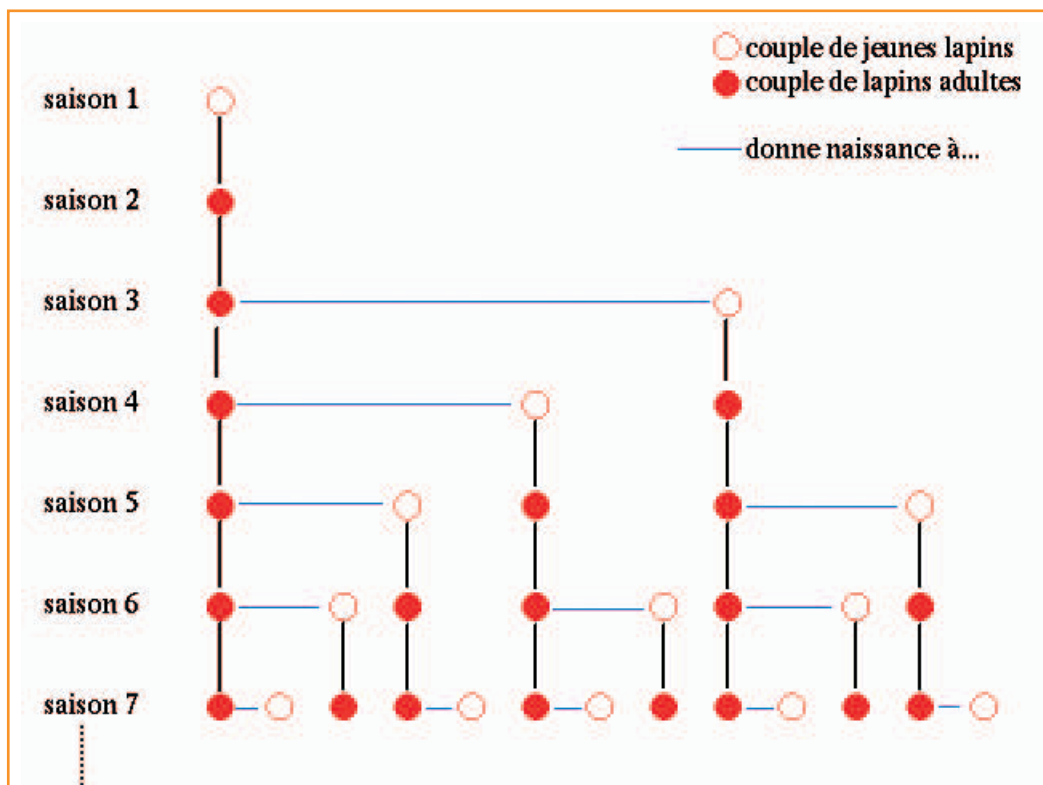 couple de jeunes lapins
couple de lapins adultes
donne naissance à...
saison 1
saison 2
saison 3
saison 4
saison 5
saison 6
saison 7